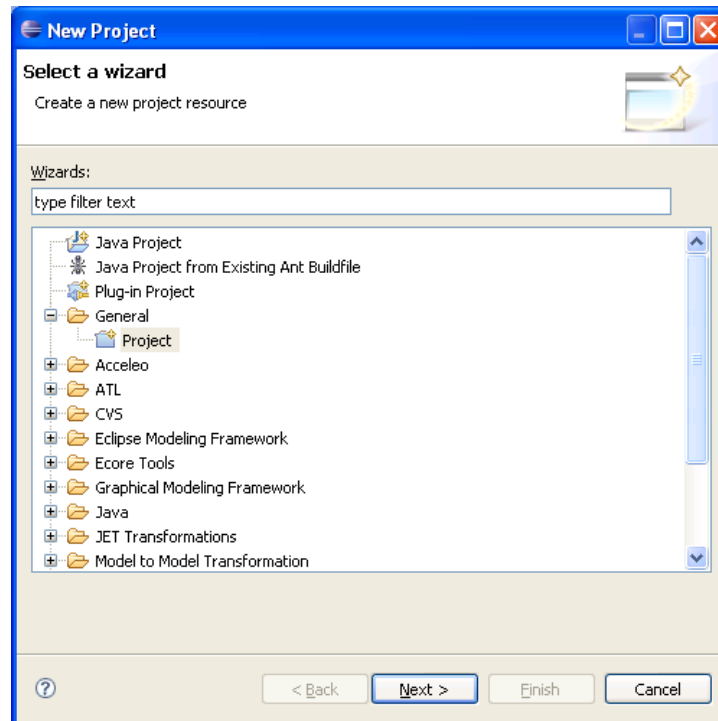 New Project
Select a wizard
Create a new project resource
Wizards:
type filter text
Java Project
Java Project from Existing Ant Buildfile
Plug-in Project
General
Project
Acceleo
ATL
CVS
Eclipse Modeling Framework
Ecore Tools
Graphical Modeling Framework
Java
JET Transformations
Model to Model Transformation
? < Back Next > Finish Cancel